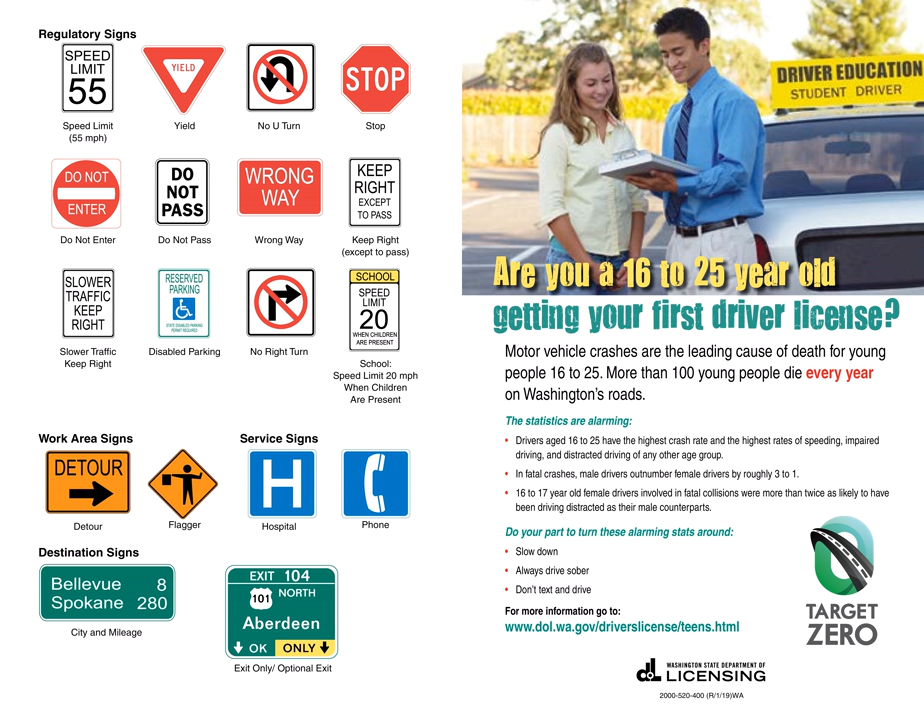 Regulatory Signs
SPEED
LIMIT
55
Speed Limit
(55 mph)
YIELD
Yield
No U Turn
STOP
Stop
DO NOT
ENTER
Do Not Enter
DO
NOT
PASS
Do Not Pass
WRONG
WAY
Wrong Way
KEEP
RIGHT
EXCEPT
TO PASS
Keep Right
(except to pass)
SLOWER
TRAFFIC
KEEP
RIGHT
Slower Traffic
Keep Right
RESERVED
PARKING
STATE DISABLED PARKING
PERMIT REQUIRED
Disabled Parking
No Right Turn
SCHOOL
SPEED
LIMIT
20
WHEN CHILDREN
ARE PRESENT
School:
Speed Limit 20 mph
When Children
Are Present
Work Area Signs
DETOUR
Detour
Flagger
Service Signs
H
Hospital
Phone
Destination Signs
Bellevue 8
Spokane 280
City and Mileage
EXIT 104
101 NORTH
Aberdeen
OK ONLY
Exit Only/ Optional Exit
DRIVER EDUCATION
STUDENT DRIVER
Are you a 16 to 25 year old
getting your first driver license?
Motor vehicle crashes are the leading cause of death for young
people 16 to 25. More than 100 young people die every year
on Washington's roads.
The statistics are alarming:
• Drivers aged 16 to 25 have the highest crash rate and the highest rates of speeding, impaired
driving, and distracted driving of any other age group.
• In fatal crashes, male drivers outnumber female drivers by roughly 3 to 1.
• 16 to 17 year old female drivers involved in fatal collisions were more than twice as likely to have
been driving distracted as their male counterparts.
Do your part to turn these alarming stats around:
• Slow down
• Always drive sober
• Don't text and drive
For more information go to:
www.dol.wa.gov/driverslicense/teens.html
TARGET
ZERO
dol WASHINGTON STATE DEPARTMENT OF
LICENSING
2000-520-400 (R/1/19)WA